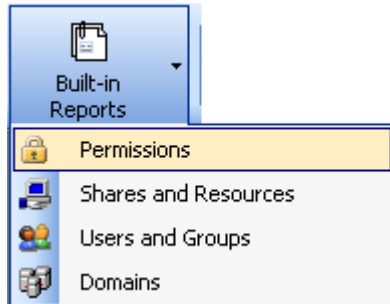 Built-in
Reports
Permissions
Shares and Resources
Users and Groups
Domains